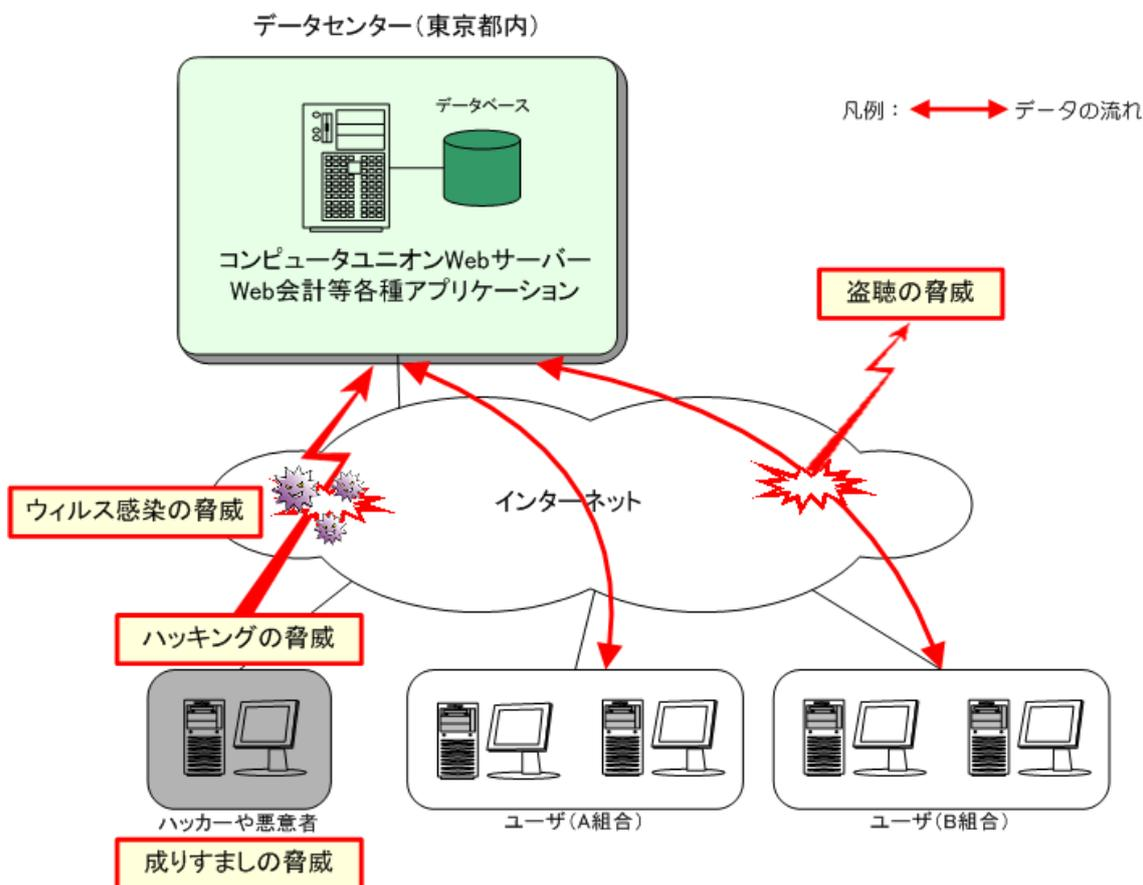 データセンター(東京都内)
データベース
凡例:
データの流れ
コンピュータユニオンWebサーバー
Web会計等各種アプリケーション
盗聴の脅威
ウィルス感染の脅威
インターネット
ハッキングの脅威
ハッカーや悪意者
ユーザ(A組合)
ユーザ(B組合)
成りすましの脅威